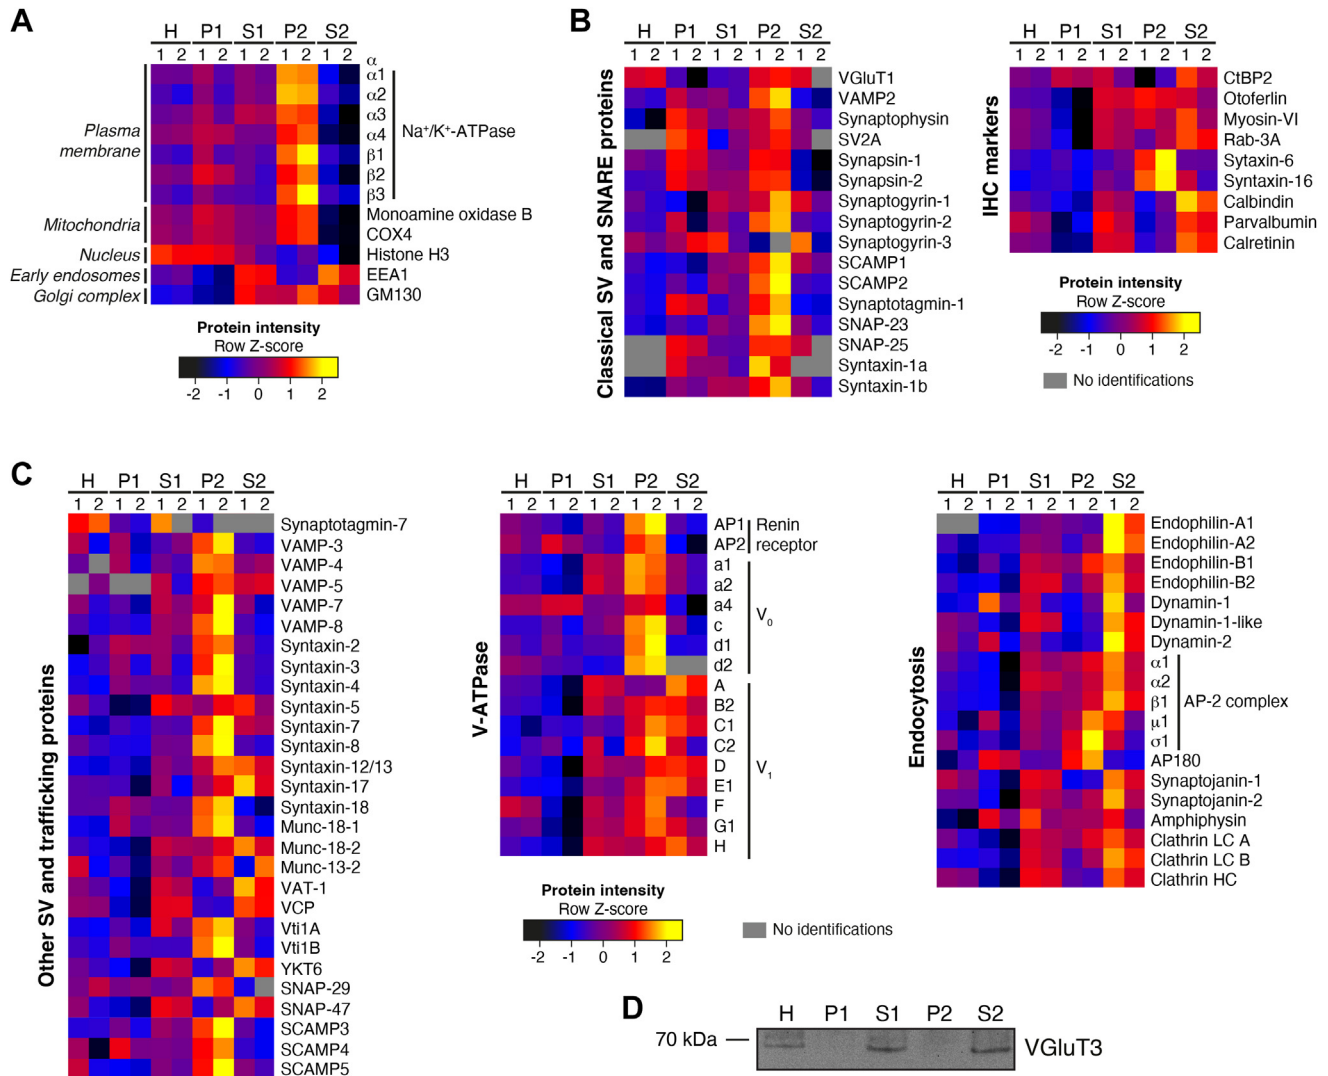 A
H P1 S1 P2 S2
1 2 1 2 1 2 1 2 1 2
α
α1
α2
α3
α4
β1
β2
β3
Na+/K+-ATPase
Monoamine oxidase B
COX4
Histone H3
EEA1
GM130
Plasma
membrane
Mitochondria
Nucleus
Early endosomes
Golgi complex
Protein intensity
Row Z-score
-2 -1 0 1 2
B
Classical SV and SNARE proteins
H P1 S1 P2 S2
1 2 1 2 1 2 1 2 1 2
VGluT1
VAMP2
Synaptophysin
SV2A
Synapsin-1
Synapsin-2
Synaptogyrin-1
Synaptogyrin-2
Synaptogyrin-3
SCAMP1
SCAMP2
Synaptotagmin-1
SNAP-23
SNAP-25
Syntaxin-1a
Syntaxin-1b
IHC markers
H P1 S1 P2 S2
1 2 1 2 1 2 1 2 1 2
CtBP2
Otoferlin
Myosin-VI
Rab-3A
Sytaxin-6
Syntaxin-16
Calbindin
Parvalbumin
Calretinin
Protein intensity
Row Z-score
-2 -1 0 1 2
No identifications
C
Other SV and trafficking proteins
H P1 S1 P2 S2
1 2 1 2 1 2 1 2 1 2
Synaptotagmin-7
VAMP-3
VAMP-4
VAMP-5
VAMP-7
VAMP-8
Syntaxin-2
Syntaxin-3
Syntaxin-4
Syntaxin-5
Syntaxin-7
Syntaxin-8
Syntaxin-12/13
Syntaxin-17
Syntaxin-18
Munc-18-1
Munc-18-2
Munc-13-2
VAT-1
VCP
Vti1A
Vti1B
YKT6
SNAP-29
SNAP-47
SCAMP3
SCAMP4
SCAMP5
V-ATPase
H P1 S1 P2 S2
1 2 1 2 1 2 1 2 1 2
AP1
AP2
Renin
receptor
a1
a2
a4
c
d1
d2
V0
A
B2
C1
C2
D
E1
F
G1
H
V1
Protein intensity
Row Z-score
-2 -1 0 1 2
No identifications
Endocytosis
H P1 S1 P2 S2
1 2 1 2 1 2 1 2 1 2
Endophilin-A1
Endophilin-A2
Endophilin-B1
Endophilin-B2
Dynamin-1
Dynamin-1-like
Dynamin-2
α1
α2
β1
μ1
σ1
AP-2 complex
AP180
Synaptojanin-1
Synaptojanin-2
Amphiphysin
Clathrin LC A
Clathrin LC B
Clathrin HC
D
H P1 S1 P2 S2
70 kDa
VGluT3